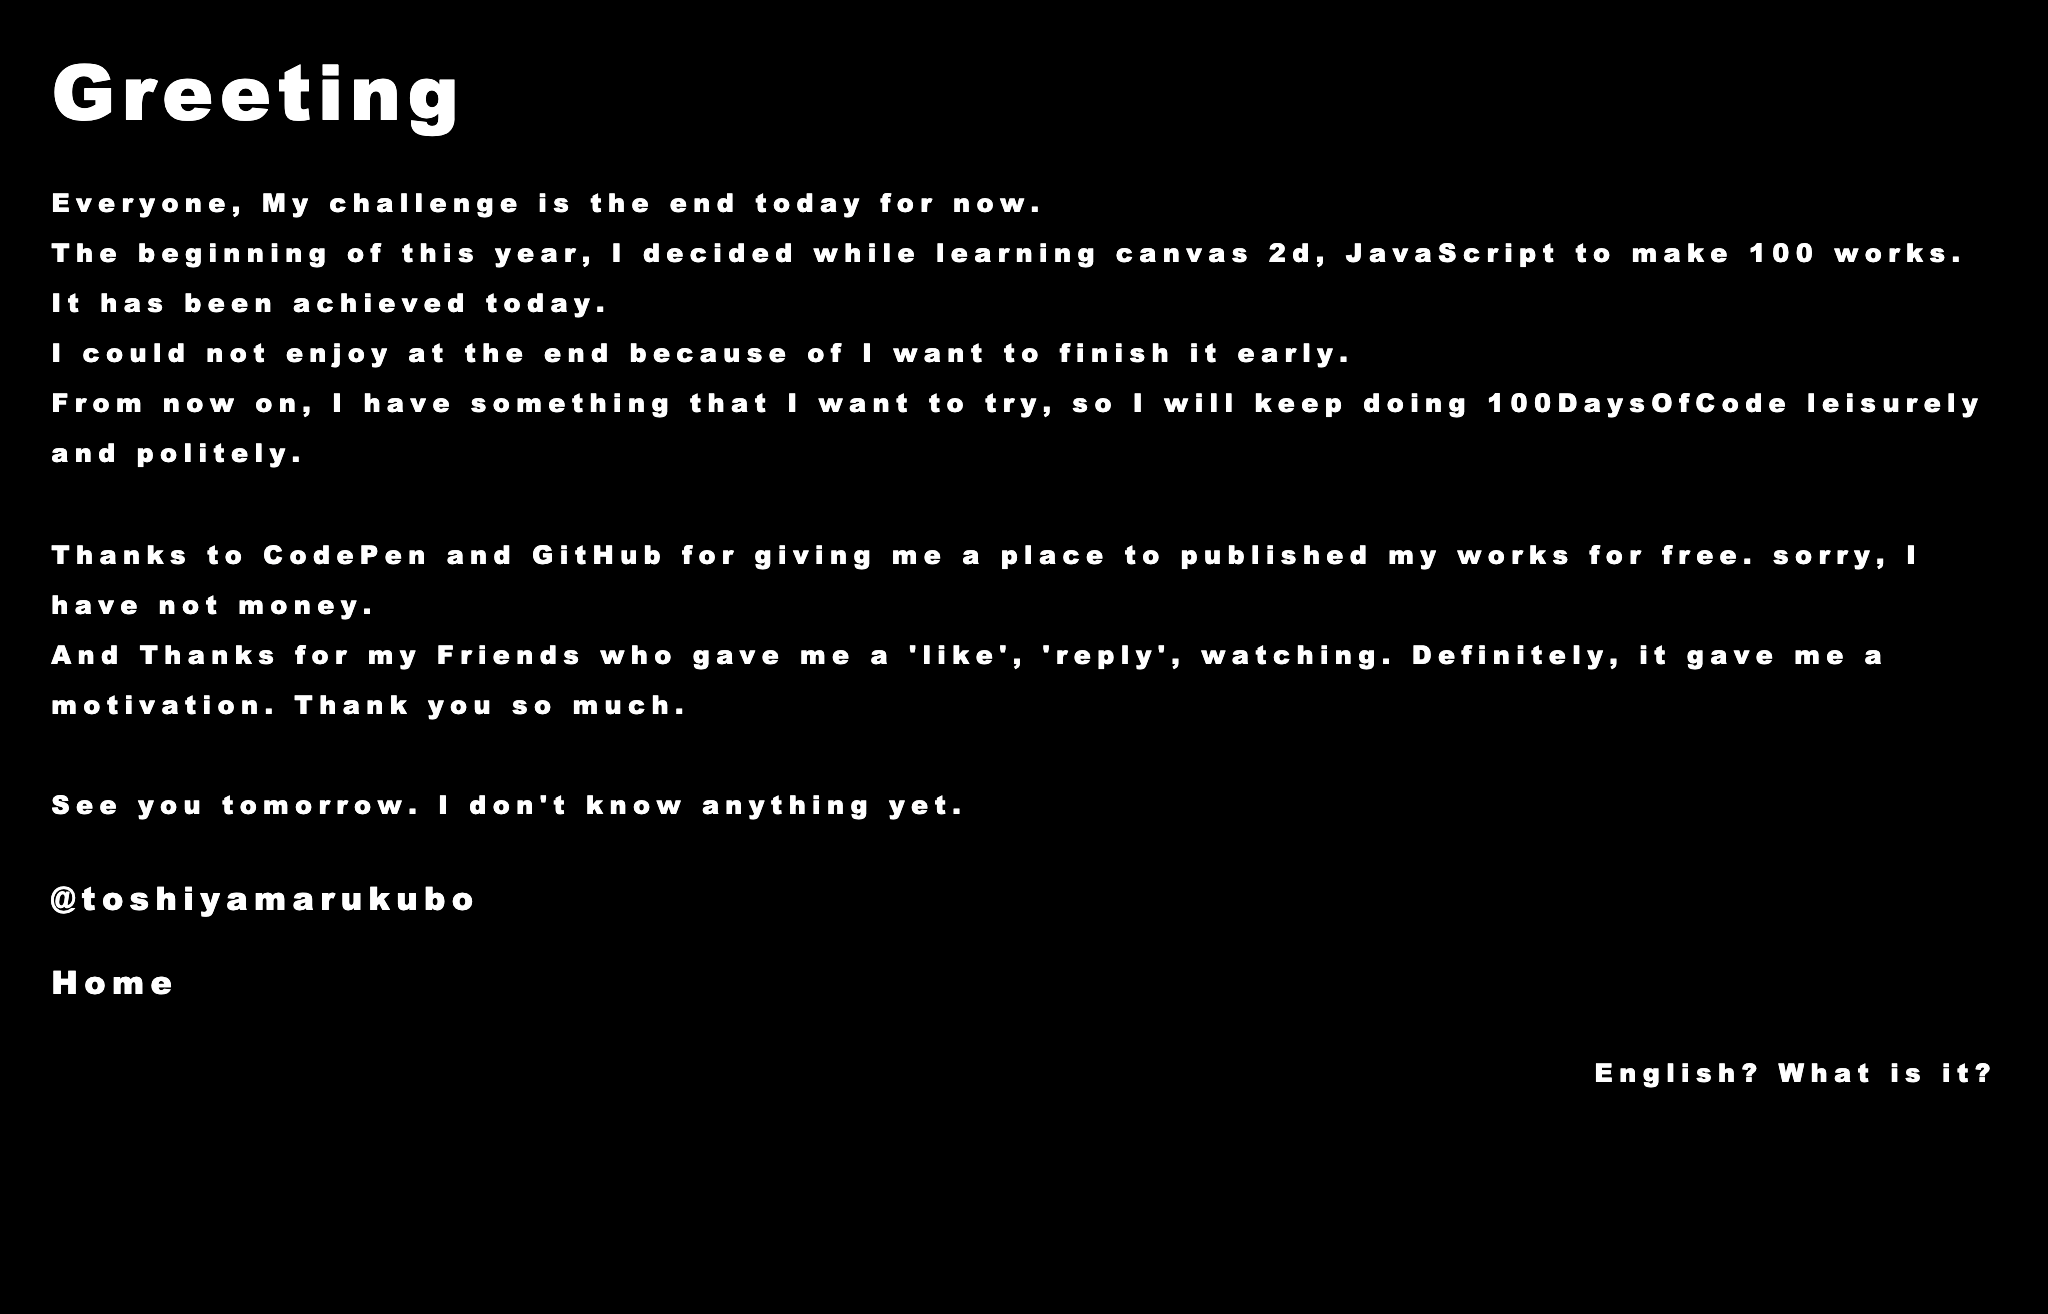 Greeting
Everyone, My challenge is the end today for now.
The beginning of this year, I decided while learning canvas 2d, JavaScript to make 100 works.
It has been achieved today.
I could not enjoy at the end because of I want to finish it early.
From now on, I have something that I want to try, so I will keep doing 100DaysOfCode leisurely
and politely.
Thanks to CodePen and GitHub for giving me a place to published my works for free. sorry, I
have not money.
And Thanks for my Friends who gave me a 'like', 'reply', watching. Definitely, it gave me a
motivation. Thank you so much.
See you tomorrow. I don't know anything yet.
@toshiyamarukubo
Home
English? What is it?